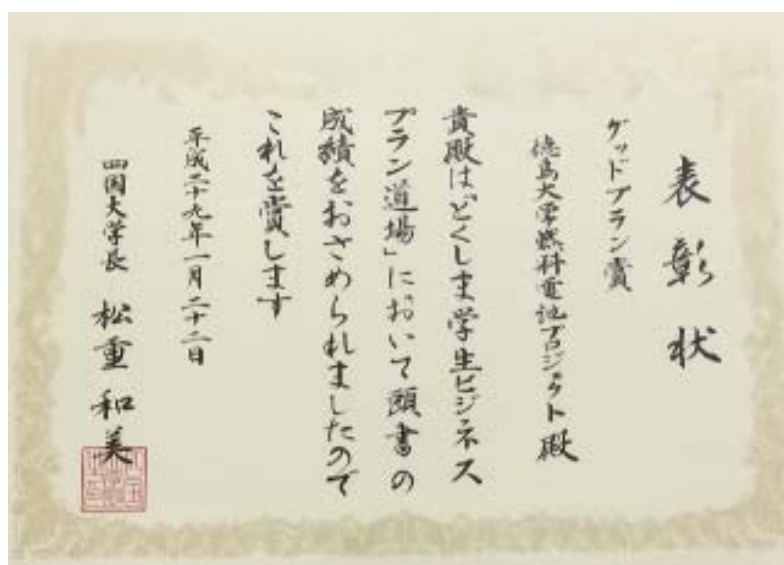 表彰状
グッドプラン賞
徳島大学燃料電池プロジェクト殿
貴殿は「とくしま学生ビジネス
プラン道場」において頭書の
成績をおさめられましたので
これを賞します
平成二十九年一月二十二日
四国大学長 松重和美